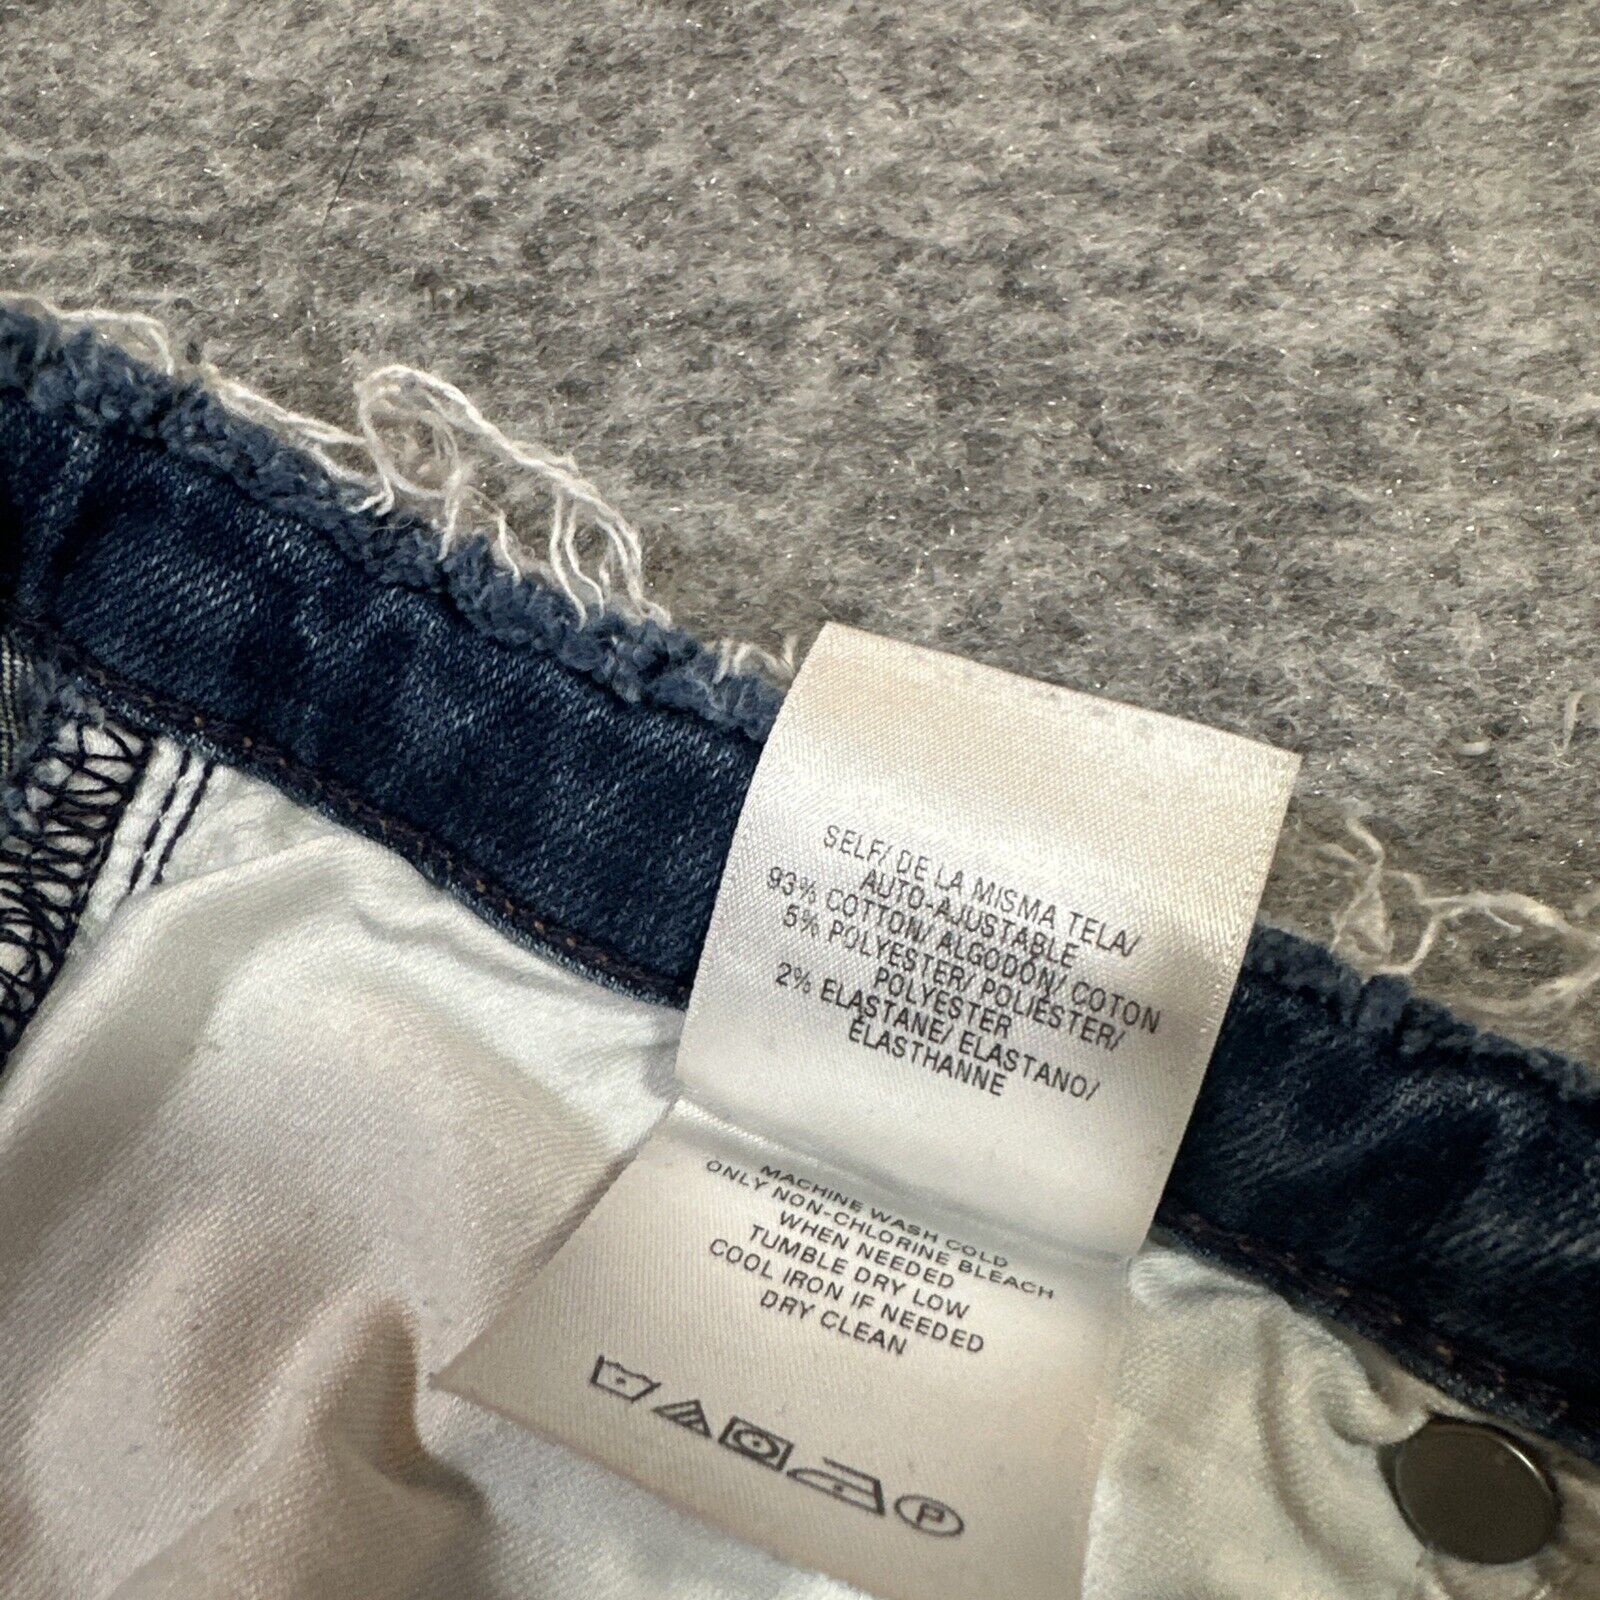 SELF/ DE LA MISMA TELA/
AUTO-AJUSTABLE
93% COTTON/ ALGODÓN/ COTON
5% POLYESTER/ POLIÉSTER/
POLYESTER
2% ELASTANE/ ELASTANO/
ÉLASTHANNE
MACHINE WASH COLD
ONLY NON-CHLORINE BLEACH
WHEN NEEDED
TUMBLE DRY LOW
COOL IRON IF NEEDED
DRY CLEAN
P